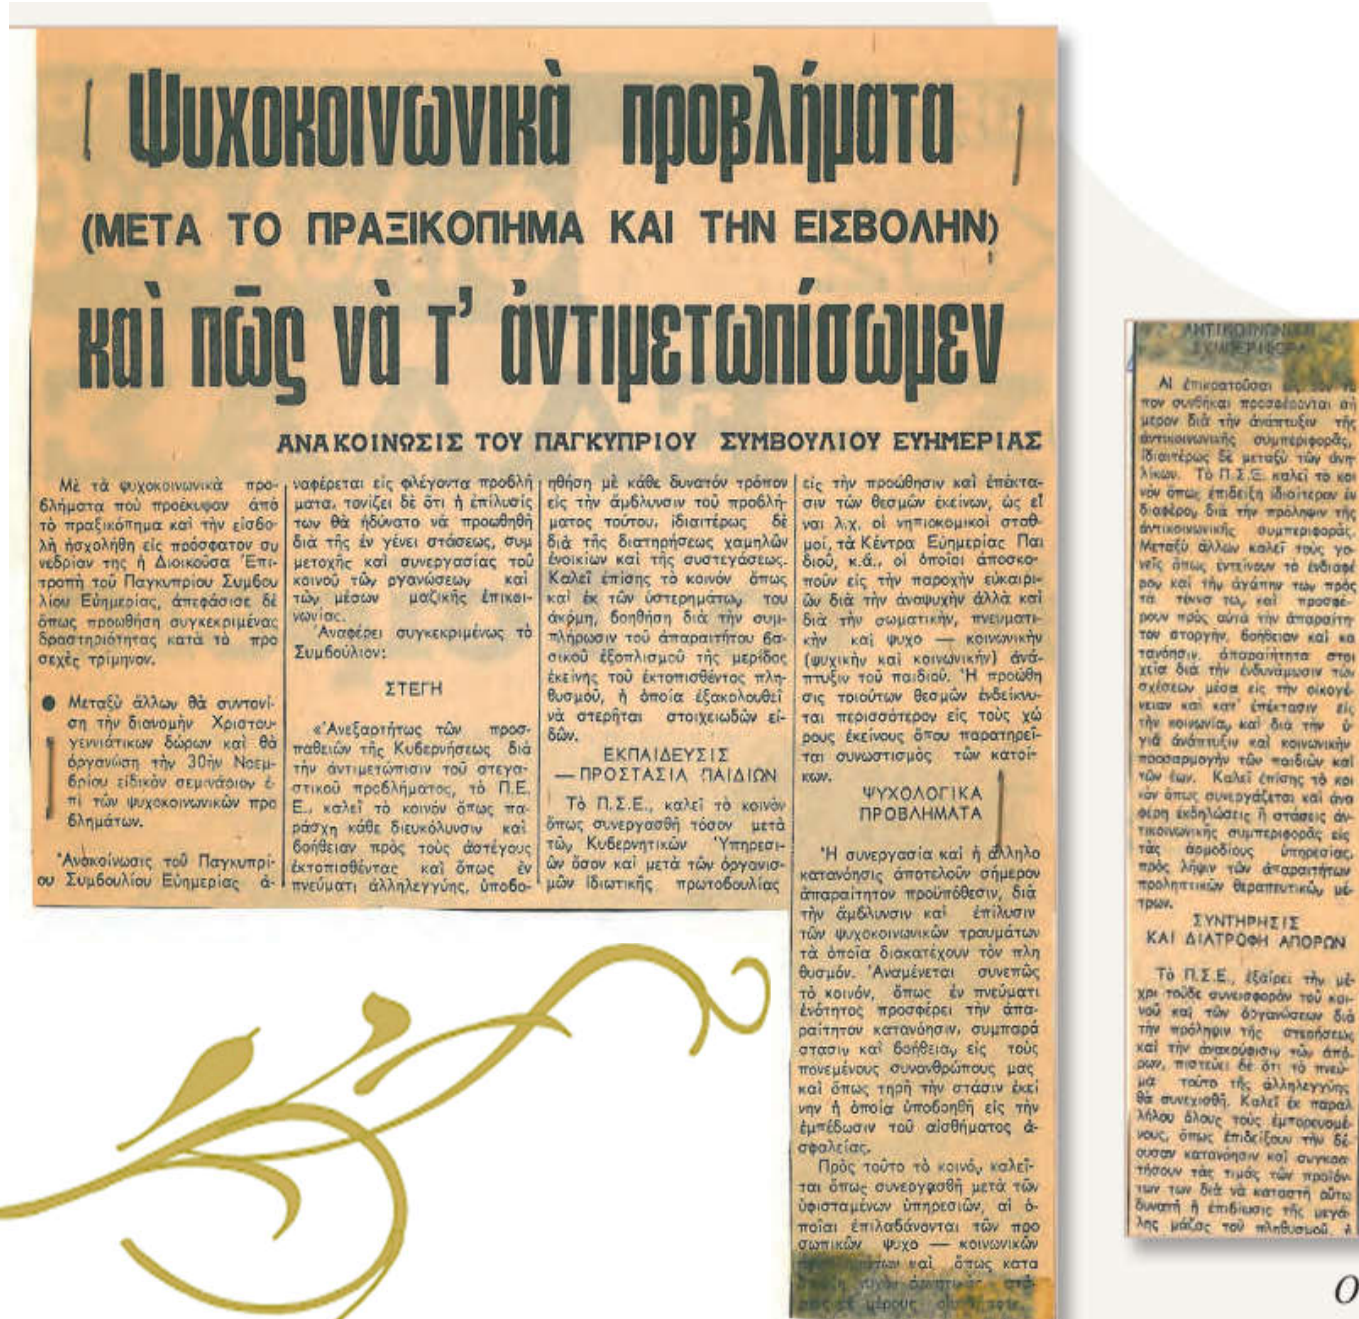 Ψυχοκοινωνικὰ προβλήματα
(ΜΕΤΑ ΤΟ ΠΡΑΞΙΚΟΠΗΜΑ ΚΑΙ ΤΗΝ ΕΙΣΒΟΛΗΝ)
καὶ πῶς νὰ τ' ἀντιμετωπίσωμεν
ΑΝΑΚΟΙΝΩΣΙΣ ΤΟΥ ΠΑΓΚΥΠΡΙΟΥ ΣΥΜΒΟΥΛΙΟΥ ΕΥΗΜΕΡΙΑΣ
Μὲ τὰ ψυχοκοινωνικὰ προ-
βλήματα ποὺ προέκυψαν ἀπὸ
τὸ πραξικόπημα καὶ τὴν εἰσβο-
λὴ ἠσχολήθη εἰς πρόσφατον συ
νεδρίαν της ἡ Διοικοῦσα Ἐπι-
τροπὴ τοῦ Παγκυπρίου Συμβου
λίου Εὐημερίας, ἀπεφάσισε δὲ
ὅπως προωθήση συγκεκριμένας
δραστηριότητας κατὰ τὸ προ
σεχὲς τρίμηνον.
● Μεταξὺ ἄλλων θὰ συντονί-
ση τὴν διανομὴν Χριστου-
γεννιάτικων δώρων καὶ θὰ
ὀργανώση τὴν 30ὴν Νοεμ-
βρίου εἰδικὸν σεμινάριον ἐ-
πὶ τῶν ψυχοκοινωνικῶν προ
βλημάτων.
Ἀνακοίνωσις τοῦ Παγκυπρί-
ου Συμβουλίου Εὐημερίας ἀ-
ναφέρεται εἰς φλέγοντα προβλή
ματα, τονίζει δὲ ὅτι ἡ ἐπίλυσίς
των θὰ ἠδύνατο νὰ προωθηθῆ
διὰ τῆς ἐν γένει στάσεως, συμ
μετοχῆς καὶ συνεργασίας τοῦ
κοινοῦ τῶν ργανώσεων καὶ
τῶν μέσων μαζικῆς ἐπικοι-
νωνίας.
Ἀναφέρει συγκεκριμένως τὸ
Συμβούλιον:
ΣΤΕΓΗ
«Ἀνεξαρτήτως τῶν προσ-
παθειῶν τῆς Κυβερνήσεως διὰ
τὴν ἀντιμετώπισιν τοῦ στεγα-
στικοῦ προβλήματος, τὸ Π.Ε.
Ε., καλεῖ τὸ κοινὸν ὅπως πα-
ράσχη κάθε διευκόλυνσιν καὶ
βοήθειαν πρὸς τοὺς ἀστέγους
ἐκτοπισθέντας καὶ ὅπως ἐν
πνεύματι ἀλληλεγγύης, ὑποβο-
ηθήση μὲ κάθε δυνατὸν τρόπον
εἰς τὴν ἄμβλυνσιν τοῦ προβλή-
ματος τούτου, ἰδιαιτέρως δὲ
διὰ τῆς διατηρήσεως χαμηλῶν
ἐνοικίων καὶ τῆς συστεγάσεως.
Καλεῖ ἐπίσης τὸ κοινὸν ὅπως
καὶ ἐκ τῶν ὑστερημάτων του
ἀκόμη, βοηθήση διὰ τὴν συμ-
πλήρωσιν τοῦ ἀπαραιτήτου βα-
σικοῦ ἐξοπλισμοῦ τῆς μερίδος
ἐκείνης τοῦ ἐκτοπισθέντος πλη-
θυσμοῦ, ἡ ὁποία ἐξακολουθεῖ
νὰ στερῆται στοιχειωδῶν εἰ-
δῶν.
ΕΚΠΑΙΔΕΥΣΙΣ
— ΠΡΟΣΤΑΣΙΑ ΠΑΙΔΙΩΝ
Τὸ Π.Σ.Ε., καλεῖ τὸ κοινὸν
ὅπως συνεργασθῆ τόσον μετὰ
τῶν Κυβερνητικῶν Ὑπηρεσι-
ῶν ὅσον καὶ μετὰ τῶν ὀργανισ-
μῶν ἰδιωτικῆς πρωτοβουλίας
εἰς τὴν προώθησιν καὶ ἐπέκτα-
σιν τῶν θεσμῶν ἐκείνων, ὡς εἶ
ναι λ.χ. οἱ νηπιοκομικοὶ σταθ-
μοί, τὰ Κέντρα Εὐημερίας Παι
διοῦ, κ.ἄ., οἱ ὁποῖοι ἀποσκο-
ποῦν εἰς τὴν παροχὴν εὐκαιρι-
ῶν διὰ τὴν ἀναψυχὴν ἀλλὰ καὶ
διὰ τὴν σωματικήν, πνευματι-
κὴν καὶ ψυχο — κοινωνικὴν
(ψυχικὴν καὶ κοινωνικὴν) ἀνά-
πτυξιν τοῦ παιδιοῦ. Ἡ προώθη
σις τοιούτων θεσμῶν ἐνδείκνυ-
ται περισσότερον εἰς τοὺς χώ
ρους ἐκείνους ὅπου παρατηρεῖ-
ται συνωστισμὸς τῶν κατοί-
κων.
ΨΥΧΟΛΟΓΙΚΑ
ΠΡΟΒΛΗΜΑΤΑ
Ἡ συνεργασία καὶ ἡ ἀλληλο
κατανόησις ἀποτελοῦν σήμερον
ἀπαραίτητον προϋπόθεσιν, διὰ
τὴν ἄμβλυνσιν καὶ ἐπίλυσιν
τῶν ψυχοκοινωνικῶν τραυμάτων
τὰ ὁποῖα διακατέχουν τὸν πλη
θυσμόν. Ἀναμένεται συνεπῶς
τὸ κοινόν, ὅπως ἐν πνεύματι
ἑνότητος προσφέρει τὴν ἀπα-
ραίτητον κατανόησιν, συμπαρά
στασιν καὶ βοήθειαν εἰς τοὺς
πονεμένους συνανθρώπους μας
καὶ ὅπως τηρῆ τὴν στάσιν ἐκεί
νην ἡ ὁποία ὑποβοηθῆ εἰς τὴν
ἐμπέδωσιν τοῦ αἰσθήματος ἀ-
σφαλείας.
Πρὸς τοῦτο τὸ κοινὸν καλεῖ-
ται ὅπως συνεργασθῆ μετὰ τῶν
ὑφισταμένων ὑπηρεσιῶν, αἱ ὁ-
ποῖαι ἐπιλαβάνονται τῶν προ
σωπικῶν ψυχο — κοινωνικῶν
καὶ ὅπως κατα
μέρους
ΑΝΤΙΚΟΙΝΩΝΙΚΗ
ΣΥΜΠΕΡΙΦΟΡΑ
Αἱ ἐπικρατοῦσαι
πον συνθῆκαι προσφέρονται σή
μερον διὰ τὴν ἀνάπτυξιν τῆς
ἀντικοινωνικῆς συμπεριφορᾶς,
ἰδιαιτέρως δὲ μεταξὺ τῶν ἀνη-
λίκων. Τὸ Π.Σ.Ε. καλεῖ τὸ κοι
νὸν ὅπως ἐπιδείξη ἰδιαίτερον ἐν
διαφέρον διὰ τὴν πρόληψιν τῆς
ἀντικοινωνικῆς συμπεριφορᾶς.
Μεταξὺ ἄλλων καλεῖ τοὺς γο-
νεῖς ὅπως ἐντείνουν τὸ ἐνδιαφέ
ρον καὶ τὴν ἀγάπην των πρὸς
τὰ τέκνα των καὶ προσφέ-
ρουν πρὸς αὐτὰ τὴν ἀπαραίτη-
τον στοργήν, βοήθειαν καὶ κα
τανόησιν, ἀπαραίτητα στοι
χεῖα διὰ τὴν ἐνδυνάμωσιν τῶν
σχέσεων μέσα εἰς τὴν οἰκογέ-
νειαν καὶ κατ' ἐπέκτασιν εἰς
τὴν κοινωνίαν καὶ διὰ τὴν ὑ-
γιᾶ ἀνάπτυξιν καὶ κοινωνικὴν
προσαρμογὴν τῶν παιδιῶν καὶ
τῶν ἐων. Καλεῖ ἐπίσης τὸ κοι
νὸν ὅπως συνεργάζεται καὶ ἀνα
φέρη ἐκδηλώσεις ἢ στάσεις ἀν-
τικοινωνικῆς συμπεριφορᾶς εἰς
τὰς ἁρμοδίους ὑπηρεσίας,
πρὸς λῆψιν τῶν ἀπαραιτήτων
προληπτικῶν θεραπευτικῶν μέ-
τρων.
ΣΥΝΤΗΡΗΣΙΣ
ΚΑΙ ΔΙΑΤΡΟΦΗ ΑΠΟΡΩΝ
Τὸ Π.Σ.Ε., ἐξαίρει τὴν μέ-
χρι τοῦδε συνεισφορὰν τοῦ κοι-
νοῦ καὶ τῶν ὀργανώσεων διὰ
τὴν πρόληψιν τῆς στερήσεως
καὶ τὴν ἀνακούφισιν τῶν ἀπό-
ρων, πιστεύει δὲ ὅτι τὸ πνεῦ-
μα τοῦτο τῆς ἀλληλεγγύης
θὰ συνεχισθῆ. Καλεῖ ἐκ παραλ
λήλου ὅλους τοὺς ἐμπορευομέ-
νους, ὅπως ἐπιδείξουν τὴν δέ-
ουσαν κατανόησιν καὶ συγκρα-
τήσουν τὰς τιμὰς τῶν προϊόν-
των των διὰ νὰ καταστῆ οὕτω
δυνατὴ ἡ ἐπιβίωσις τῆς μεγά-
λης μάζας τοῦ πληθυσμοῦ, ἡ
Ο